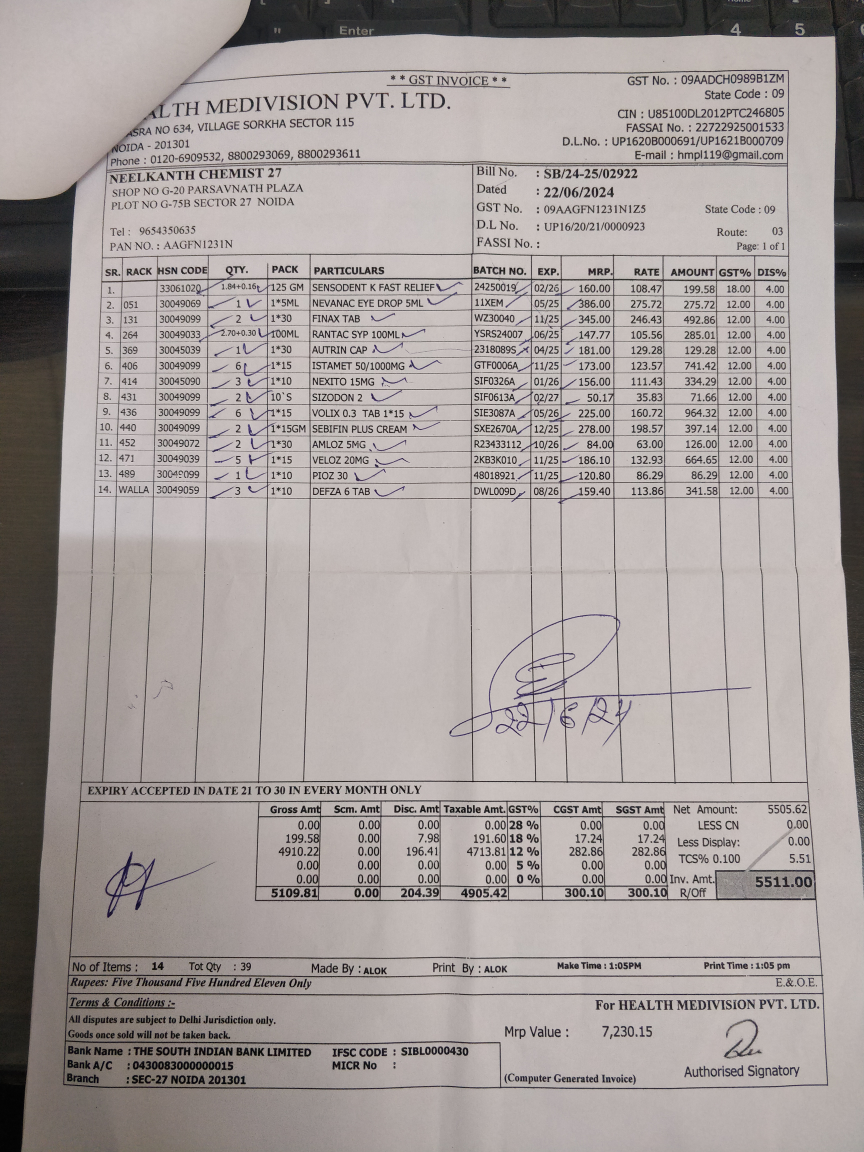 Enter
4
5
* * GST INVOICE * *
GST No. : 09AADCH0989B1ZM
State Code : 09
ALTH MEDIVISION PVT. LTD.
CIN : U85100DL2012PTC246805
ASRA NO 634, VILLAGE SORKHA SECTOR 115
FASSAI No. : 22722925001533
NOIDA - 201301
D.L.No. : UP1620B000691/UP1621B000709
Phone : 0120-6909532, 8800293069, 8800293611
E-mail : hmpl119@gmail.com
NEELKANTH CHEMIST 27
SHOP NO G-20 PARSAVNATH PLAZA
PLOT NO G-75B SECTOR 27 NOIDA
Tel : 9654350635
PAN NO. : AAGFN1231N
Bill No. : SB/24-25/02922
Dated : 22/06/2024
GST No. : 09AAGFN1231N1Z5 State Code : 09
D.L No. : UP16/20/21/0000923
Route: 03
FASSI No. :
Page: 1 of 1
SR. RACK HSN CODE QTY. PACK PARTICULARS BATCH NO. EXP. MRP. RATE AMOUNT GST% DIS%
1. 33061020 1.84+0.16 125 GM SENSODENT K FAST RELIEF 24250019 02/26 160.00 108.47 199.58 18.00 4.00
2. 051 30049069 1 1*5ML NEVANAC EYE DROP 5ML 11XEM 05/25 386.00 275.72 275.72 12.00 4.00
3. 131 30049099 2 1*30 FINAX TAB WZ30040 11/25 345.00 246.43 492.86 12.00 4.00
4. 264 30049033 2.70+0.30 100ML RANTAC SYP 100ML YSRS24007 06/25 147.77 105.56 285.01 12.00 4.00
5. 369 30045039 1 1*30 AUTRIN CAP 2318089S 04/25 181.00 129.28 129.28 12.00 4.00
6. 406 30049099 6 1*15 ISTAMET 50/1000MG GTF0006A 11/25 173.00 123.57 741.42 12.00 4.00
7. 414 30045090 3 1*10 NEXITO 15MG SIF0326A 01/26 156.00 111.43 334.29 12.00 4.00
8. 431 30049099 2 10`S SIZODON 2 SIF0613A 02/27 50.17 35.83 71.66 12.00 4.00
9. 436 30049099 6 1*15 VOLIX 0.3 TAB 1*15 SIE3087A 05/26 225.00 160.72 964.32 12.00 4.00
10. 440 30049099 2 1*15GM SEBIFIN PLUS CREAM SXE2670A 12/25 278.00 198.57 397.14 12.00 4.00
11. 452 30049072 2 1*30 AMLOZ 5MG R23433112 10/26 84.00 63.00 126.00 12.00 4.00
12. 471 30049039 5 1*15 VELOZ 20MG 2KB3K010 11/25 186.10 132.93 664.65 12.00 4.00
13. 489 30049099 1 1*10 PIOZ 30 48018921 11/25 120.80 86.29 86.29 12.00 4.00
14. WALLA 30049059 3 1*10 DEFZA 6 TAB DWL009D 08/26 159.40 113.86 341.58 12.00 4.00
22/6/24
EXPIRY ACCEPTED IN DATE 21 TO 30 IN EVERY MONTH ONLY
Gross Amt Scm. Amt Disc. Amt Taxable Amt. GST% CGST Amt SGST Amt
0.00 0.00 0.00 0.00 28 % 0.00 0.00
199.58 0.00 7.98 191.60 18 % 17.24 17.24
4910.22 0.00 196.41 4713.81 12 % 282.86 282.86
0.00 0.00 0.00 0.00 5 % 0.00 0.00
0.00 0.00 0.00 0.00 0 % 0.00 0.00
5109.81 0.00 204.39 4905.42 300.10 300.10
Net Amount: 5505.62
LESS CN 0.00
Less Display: 0.00
TCS% 0.100 5.51
Inv. Amt. 5511.00
R/Off
No of Items : 14 Tot Qty : 39 Made By : ALOK Print By : ALOK Make Time : 1:05PM Print Time : 1:05 pm
Rupees: Five Thousand Five Hundred Eleven Only E.&.O.E.
Terms & Conditions :-
All disputes are subject to Delhi Jurisdiction only.
Goods once sold will not be taken back.
For HEALTH MEDIVISION PVT. LTD.
Mrp Value : 7,230.15
Bank Name : THE SOUTH INDIAN BANK LIMITED IFSC CODE : SIBL0000430
Bank A/C : 0430083000000015 MICR No :
Branch : SEC-27 NOIDA 201301
(Computer Generated Invoice)
Authorised Signatory